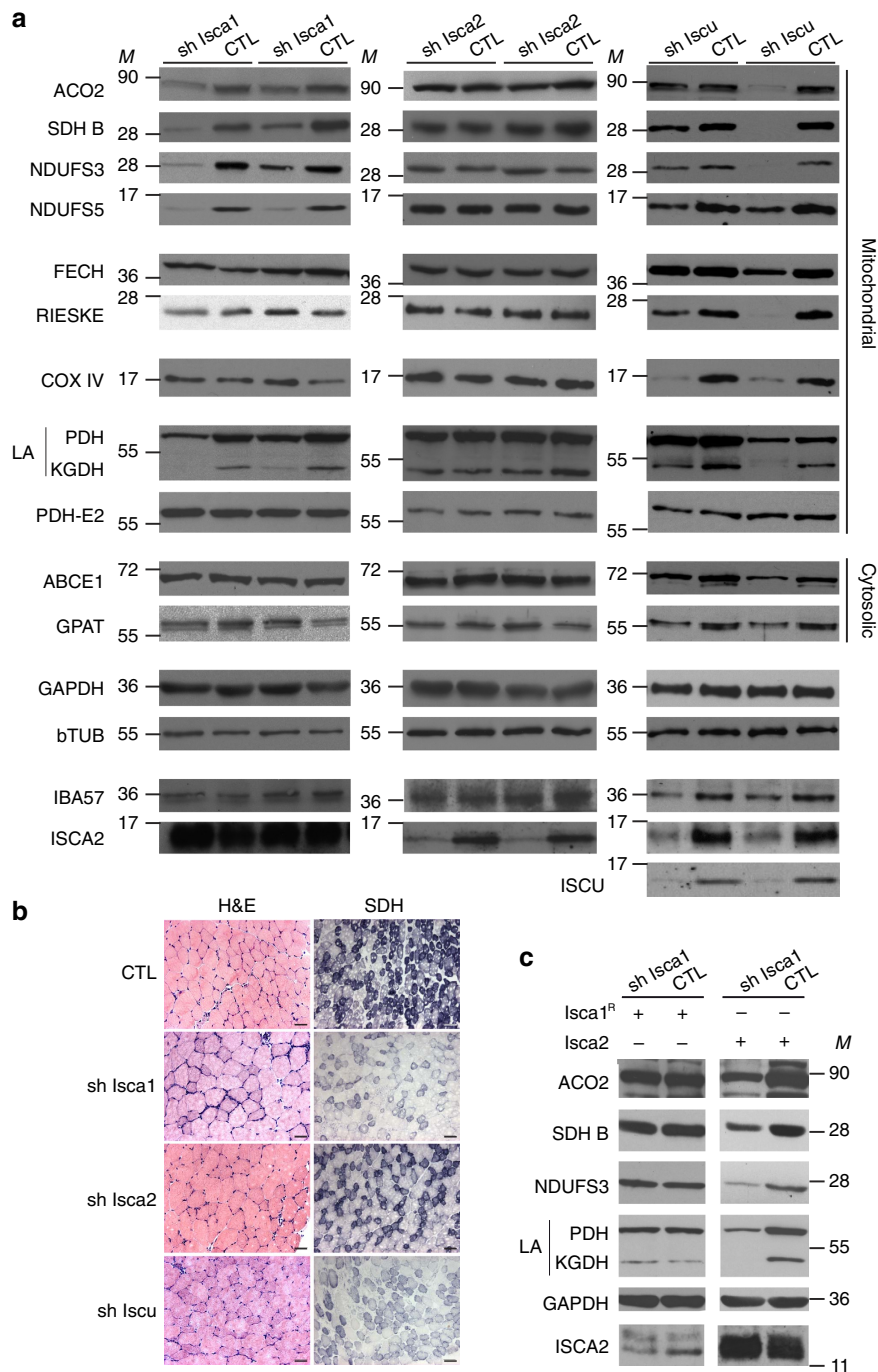 a
sh Isca1 CTL sh Isca1 CTL sh Isca2 CTL sh Isca2 CTL sh Iscu CTL sh Iscu CTL
M M M
ACO2 90 90 90
SDH B 28 28 28
NDUFS3 28 28 28
NDUFS5 17 17 17
FECH 36 36 36
RIESKE 28 28 28
COX IV 17 17 17
LA PDH KGDH 55 55 55
PDH-E2 55 55 55
Mitochondrial
ABCE1 72 72 72
GPAT 55 55 55
Cytosolic
GAPDH 36 36 36
bTUB 55 55 55
IBA57 36 36 36
ISCA2 17 17 17
ISCU 17
b
H&E SDH
CTL
sh Isca1
sh Isca2
sh Iscu
c
sh Isca1 CTL sh Isca1 CTL
Isca1R + + – –
Isca2 – – + + M
ACO2 90
SDH B 28
NDUFS3 28
LA PDH KGDH 55
GAPDH 36
ISCA2 11